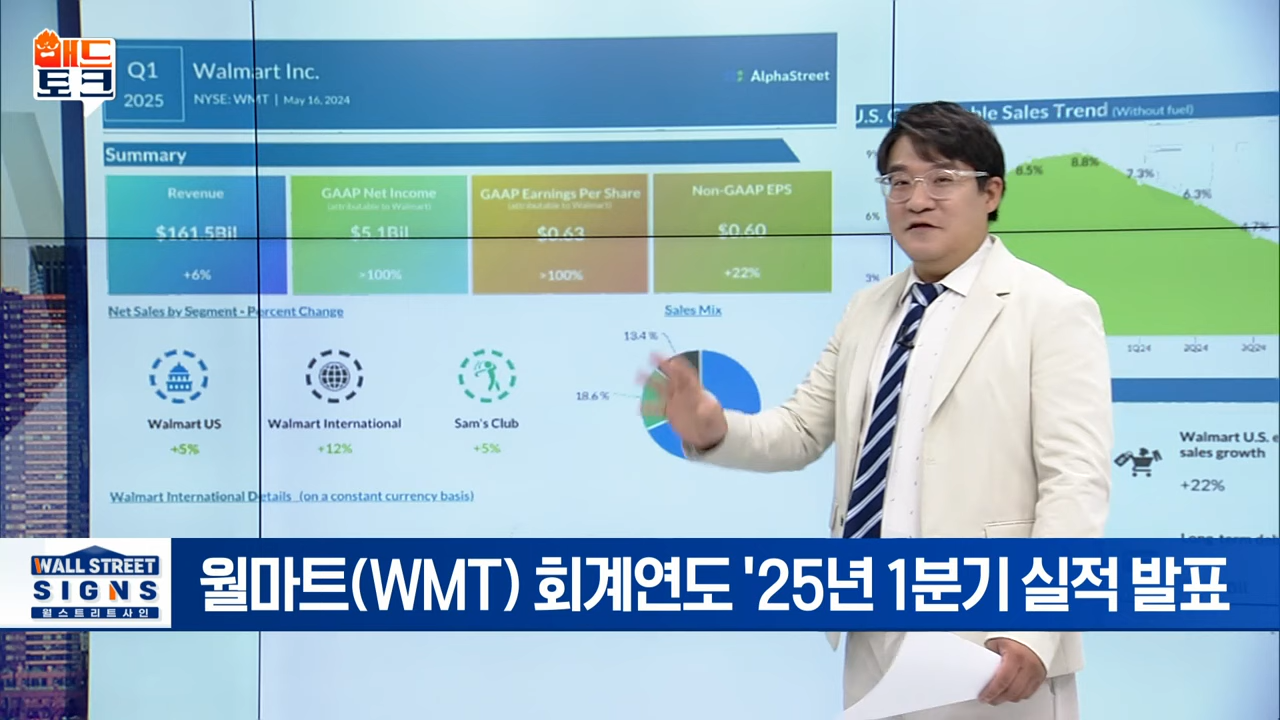 매드
토크
Q1
2025
Walmart Inc.
NYSE: WMT | May 16, 2024
AlphaStreet
Summary
Revenue
$161.5Bil
+6%
GAAP Net Income
(attributable to Walmart)
$5.1Bil
>100%
GAAP Earnings Per Share
(attributable to Walmart)
$0.63
>100%
Non-GAAP EPS
$0.60
+22%
Net Sales by Segment - Percent Change
Walmart US
+5%
Walmart International
+12%
Sam's Club
+5%
Sales Mix
13.4%
18.6%
Walmart International Details (on a constant currency basis)
U.S. Sales Trend (Without fuel)
9%
6%
3%
8.5%
8.8%
7.3%
6.3%
1Q24
2Q24
3Q24
Walmart U.S.
sales growth
+22%
WALL STREET
SIGNS
월스트리트사인
월마트(WMT) 회계연도 '25년 1분기 실적 발표